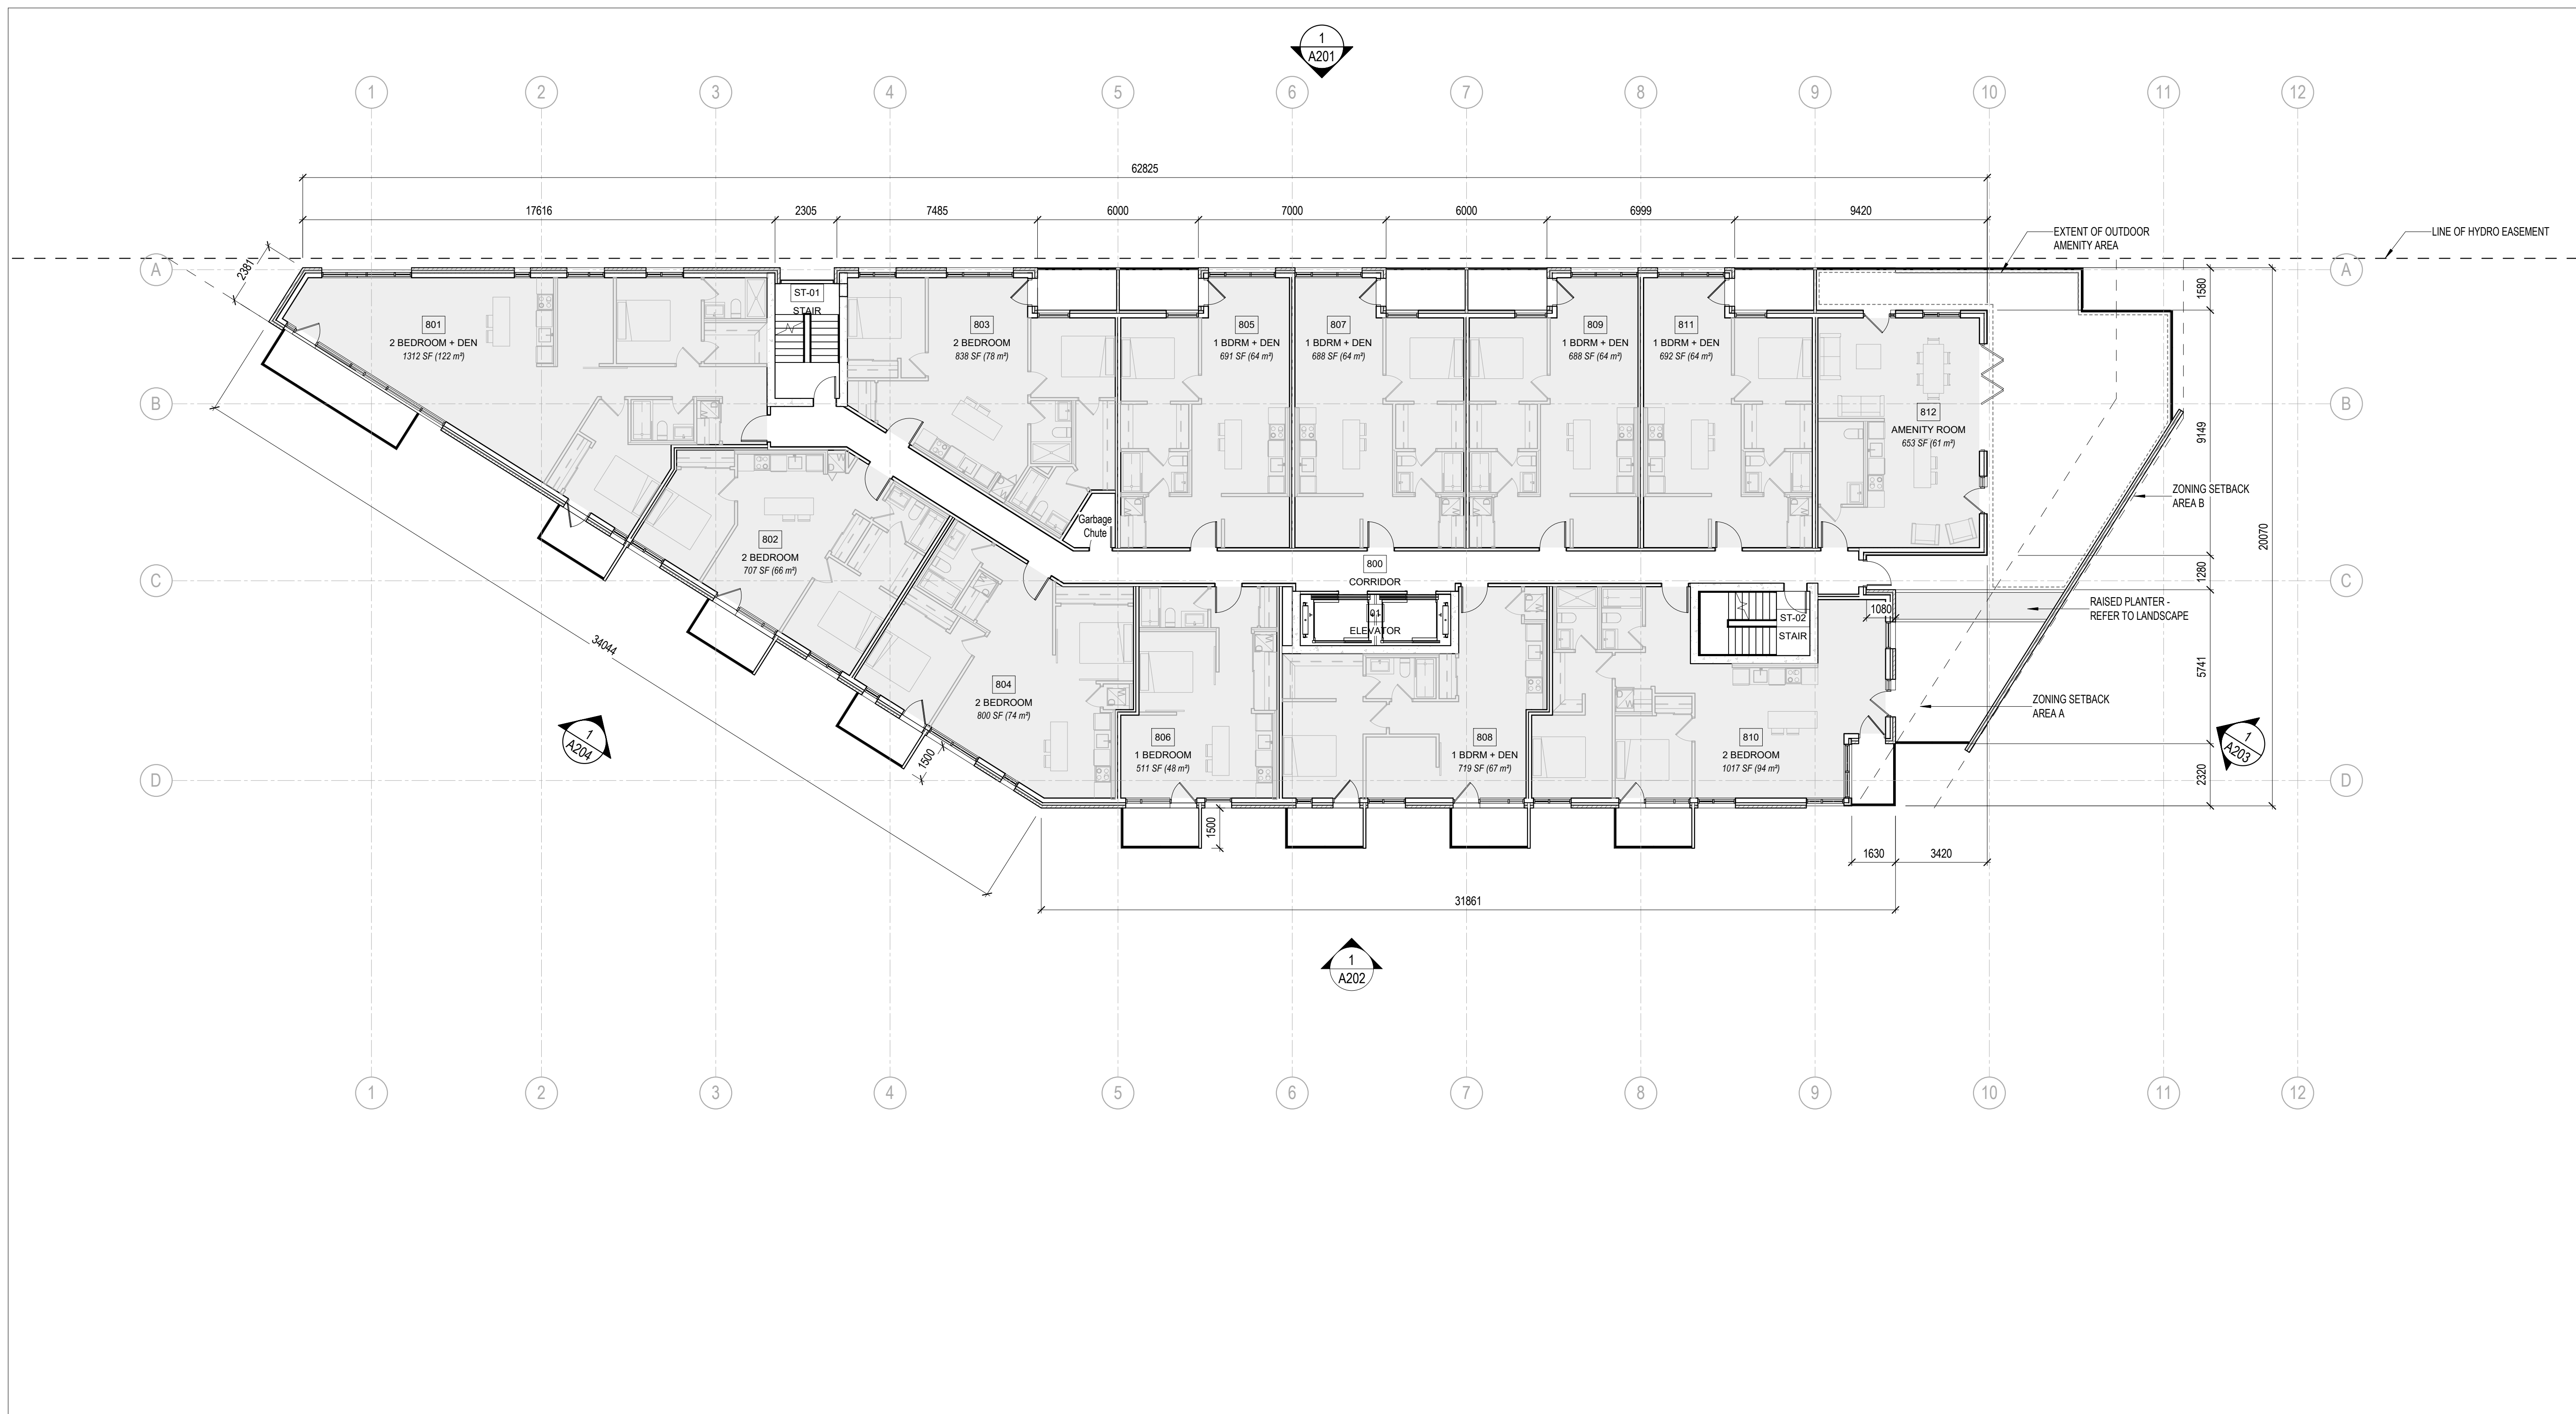 1
A201
1
2
3
4
5
6
7
8
9
10
11
12
62825
17616
2305
7485
6000
7000
6000
6999
9420
EXTENT OF OUTDOOR
AMENITY AREA
LINE OF HYDRO EASEMENT
A
A
2381
1580
801
2 BEDROOM + DEN
1312 SF (122 m²)
ST-01
STAIR
803
2 BEDROOM
838 SF (78 m²)
805
1 BDRM + DEN
691 SF (64 m²)
807
1 BDRM + DEN
688 SF (64 m²)
809
1 BDRM + DEN
688 SF (64 m²)
811
1 BDRM + DEN
692 SF (64 m²)
812
AMENITY ROOM
653 SF (61 m²)
B
B
9149
20070
ZONING SETBACK
AREA B
Garbage
Chute
802
2 BEDROOM
707 SF (66 m²)
800
CORRIDOR
C
C
1280
1080
RAISED PLANTER -
REFER TO LANDSCAPE
01
ELEVATOR
ST-02
STAIR
34044
5741
804
2 BEDROOM
800 SF (74 m²)
ZONING SETBACK
AREA A
806
1 BEDROOM
511 SF (48 m²)
808
1 BDRM + DEN
719 SF (67 m²)
810
2 BEDROOM
1017 SF (94 m²)
1
A204
1
A203
1500
D
D
2320
1500
1630
3420
31861
1
A202
1
2
3
4
5
6
7
8
9
10
11
12